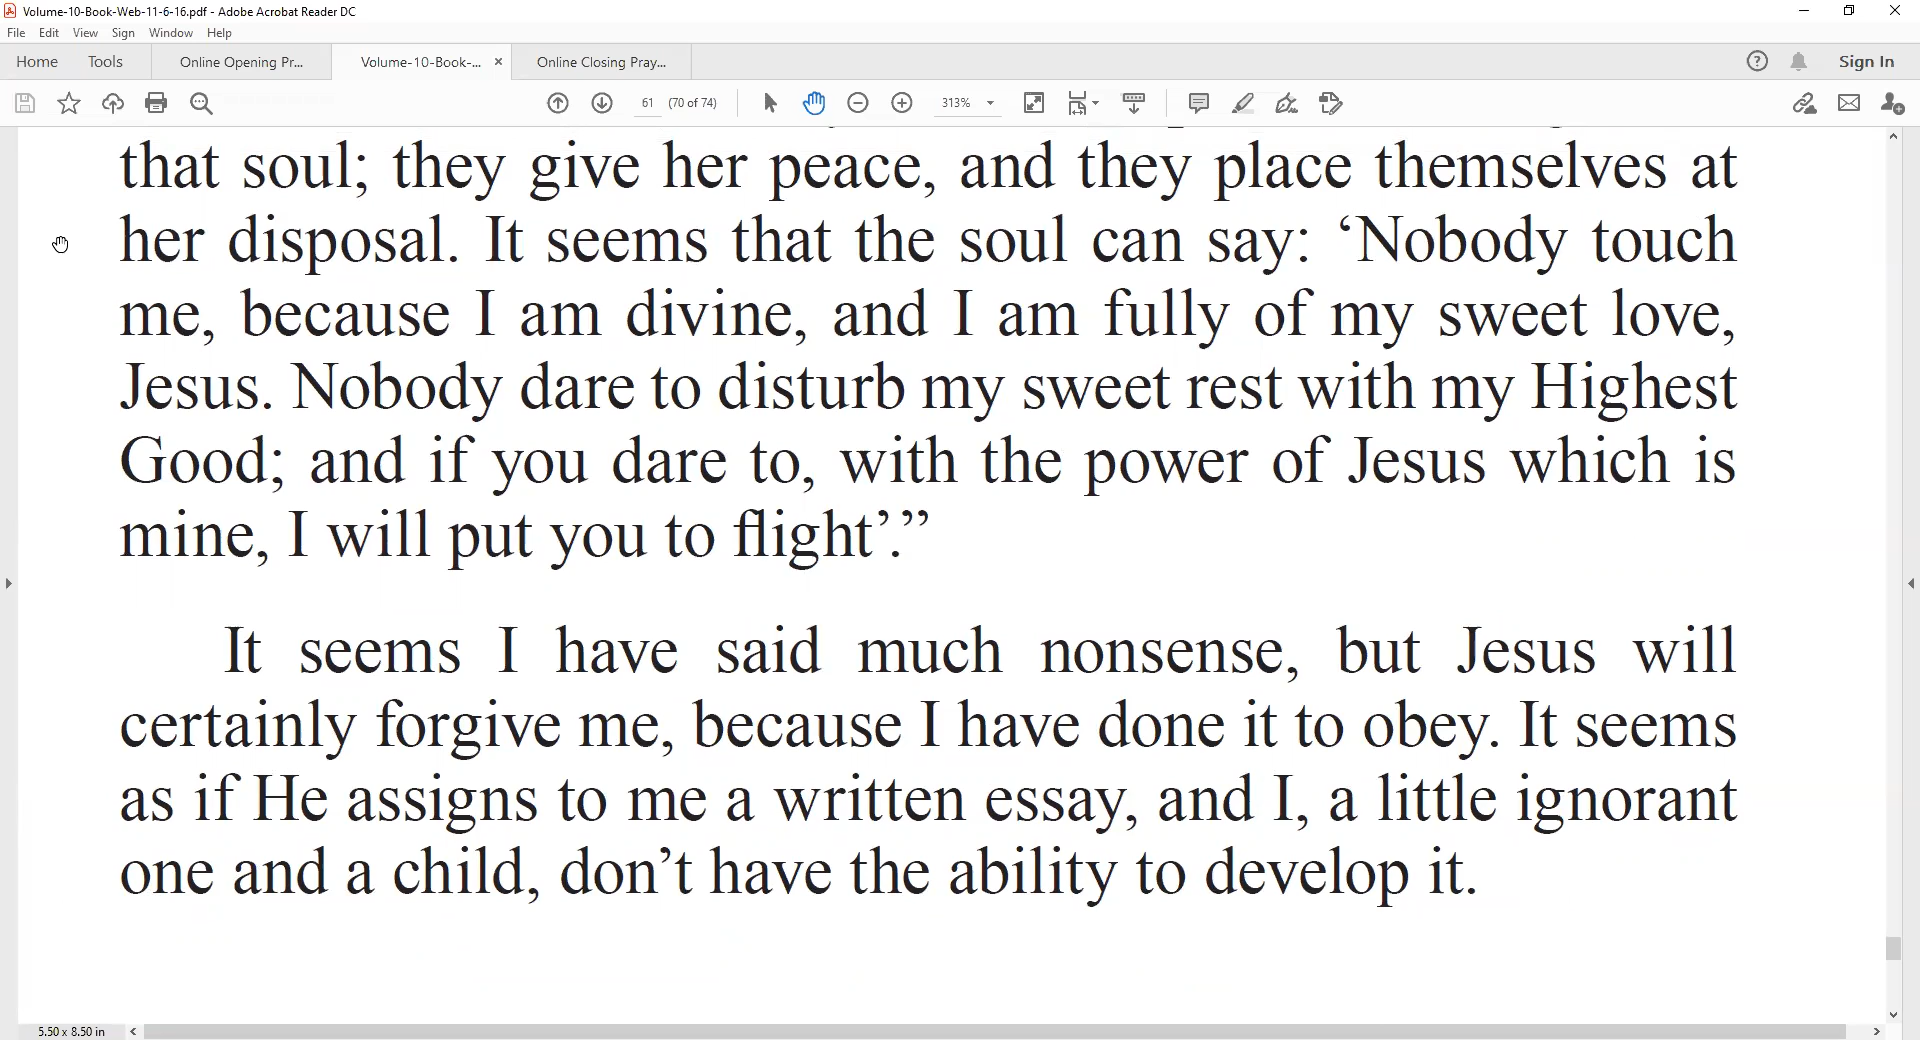 Volume-10-Book-Web-11-6-16.pdf - Adobe Acrobat Reader DC
File Edit View Sign Window Help
Home Tools Online Opening Pr... Volume-10-Book-... × Online Closing Pray... Sign In
61 (70 of 74) 313%
that soul; they give her peace, and they place themselves at
her disposal. It seems that the soul can say: ‘Nobody touch
me, because I am divine, and I am fully of my sweet love,
Jesus. Nobody dare to disturb my sweet rest with my Highest
Good; and if you dare to, with the power of Jesus which is
mine, I will put you to flight’.”
It seems I have said much nonsense, but Jesus will
certainly forgive me, because I have done it to obey. It seems
as if He assigns to me a written essay, and I, a little ignorant
one and a child, don’t have the ability to develop it.
5.50 x 8.50 in